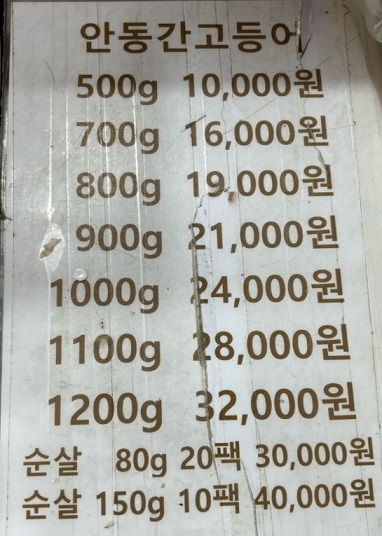 안동간고등어
500g 10,000원
700g 16,000원
800g 19,000원
900g 21,000원
1000g 24,000원
1100g 28,000원
1200g 32,000원
순살 80g 20팩 30,000원
순살 150g 10팩 40,000원